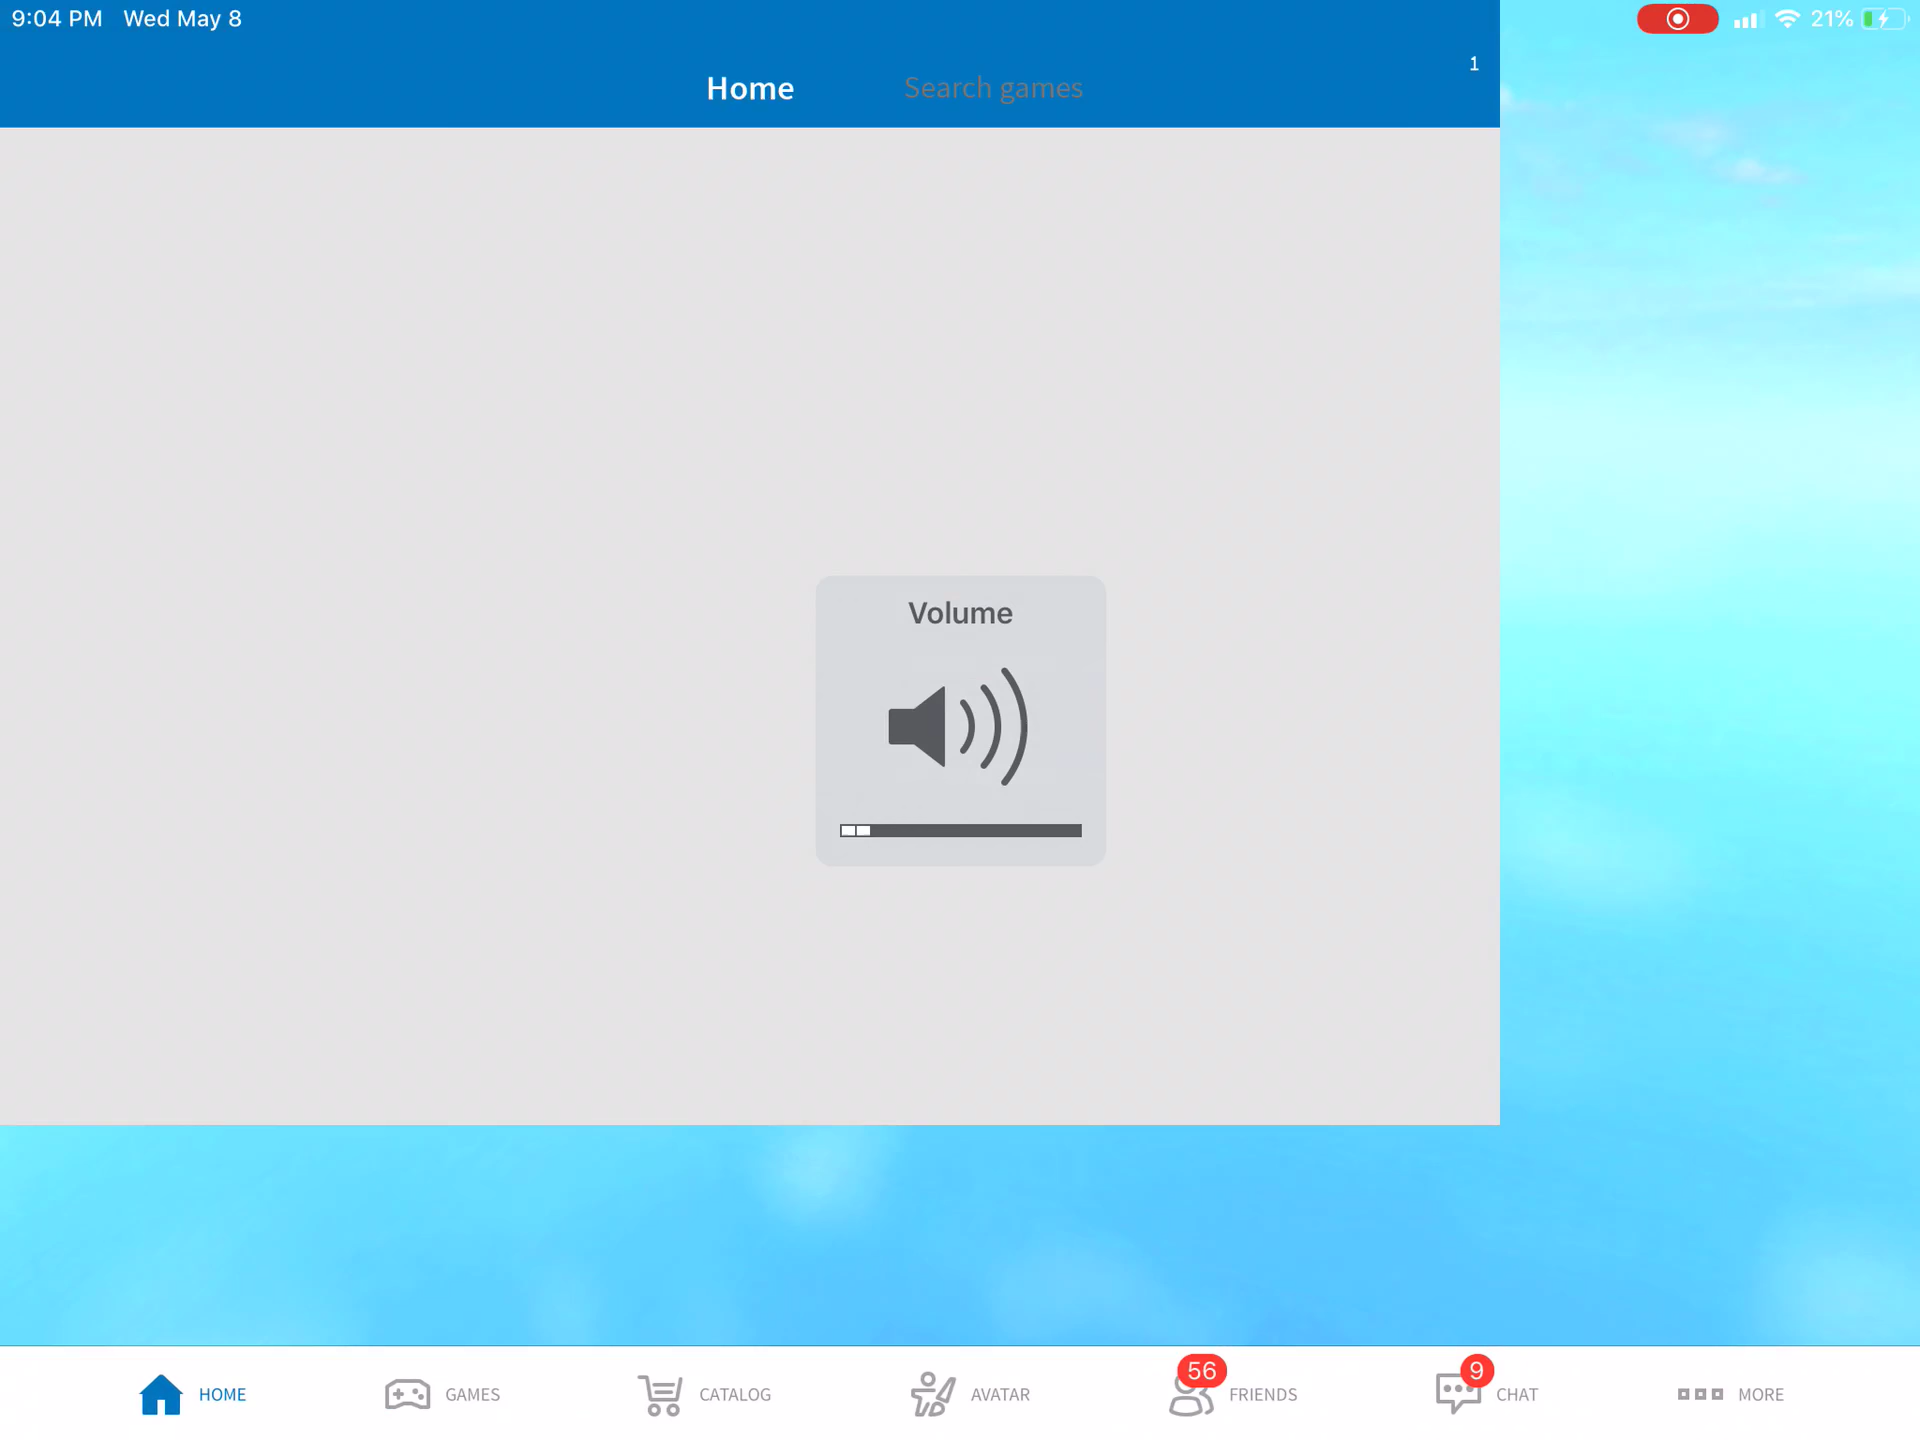 9:04 PM Wed May 8
21%
1
Home Search games
Volume
HOME GAMES CATALOG AVATAR 56 FRIENDS 9 CHAT MORE